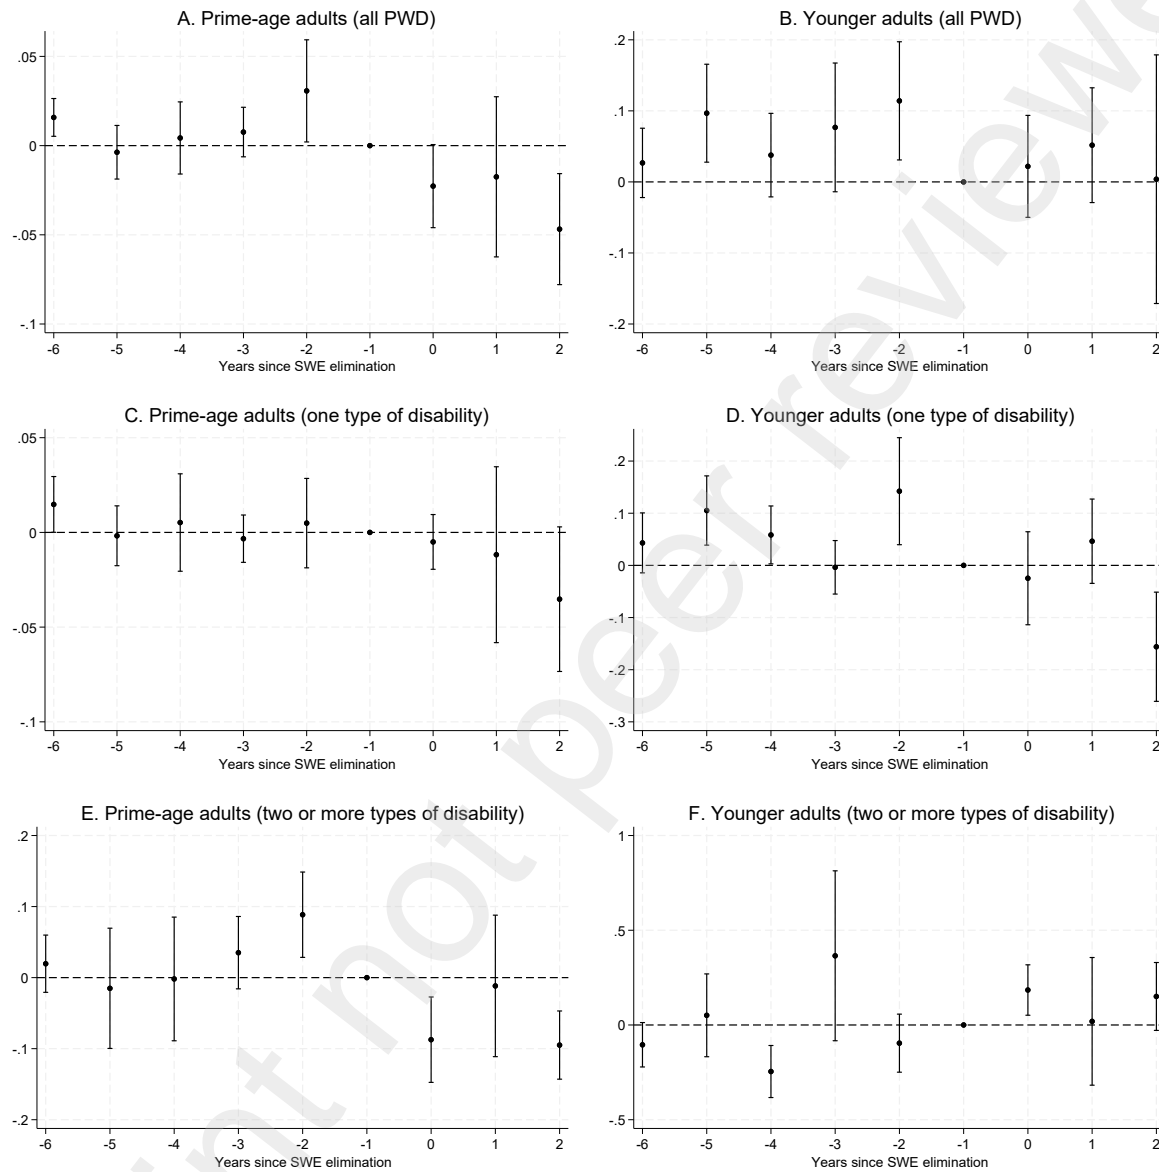 A. Prime-age adults (all PWD)
.05
0
-.05
-.1
-6 -5 -4 -3 -2 -1 0 1 2
Years since SWE elimination
B. Younger adults (all PWD)
.2
.1
0
-.1
-.2
-6 -5 -4 -3 -2 -1 0 1 2
Years since SWE elimination
C. Prime-age adults (one type of disability)
.05
0
-.05
-.1
-6 -5 -4 -3 -2 -1 0 1 2
Years since SWE elimination
D. Younger adults (one type of disability)
.2
.1
0
-.1
-.2
-.3
-6 -5 -4 -3 -2 -1 0 1 2
Years since SWE elimination
E. Prime-age adults (two or more types of disability)
.2
.1
0
-.1
-.2
-6 -5 -4 -3 -2 -1 0 1 2
Years since SWE elimination
F. Younger adults (two or more types of disability)
1
.5
0
-.5
-6 -5 -4 -3 -2 -1 0 1 2
Years since SWE elimination
not peer